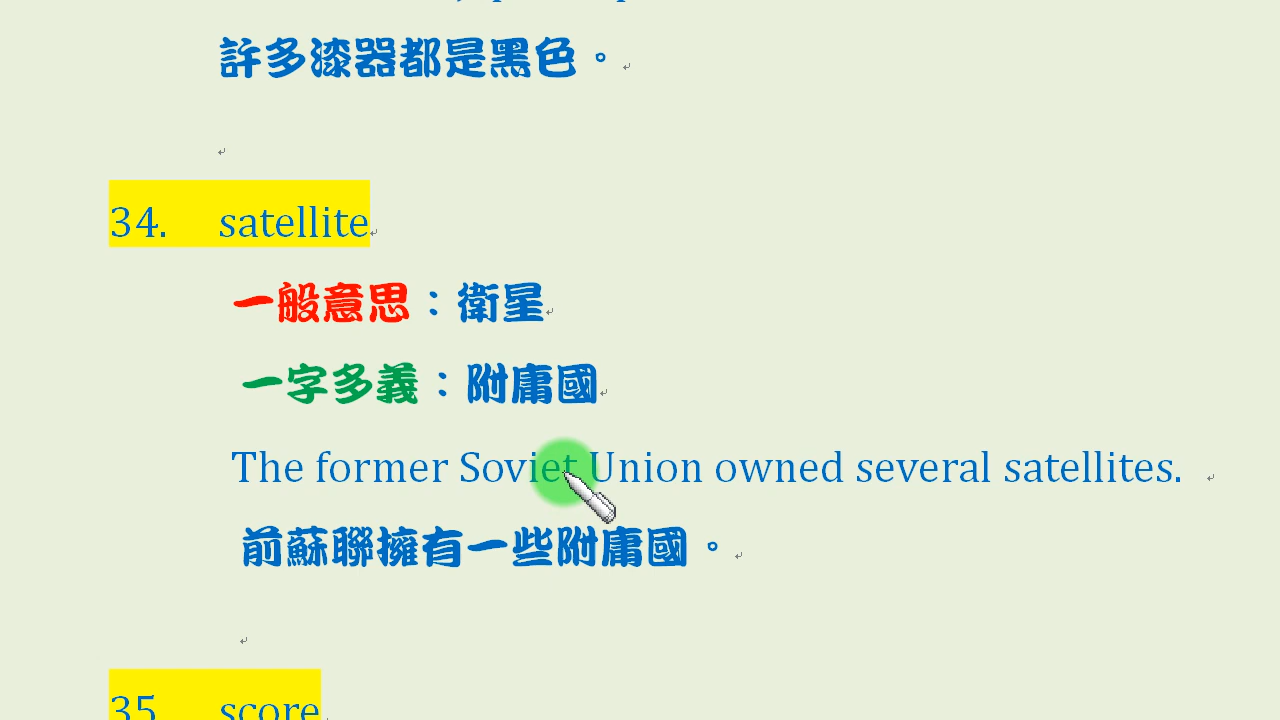 許多漆器都是黑色。
34. satellite
一般意思：衛星
一字多義：附庸國
The former Soviet Union owned several satellites.
前蘇聯擁有一些附庸國。
35. score